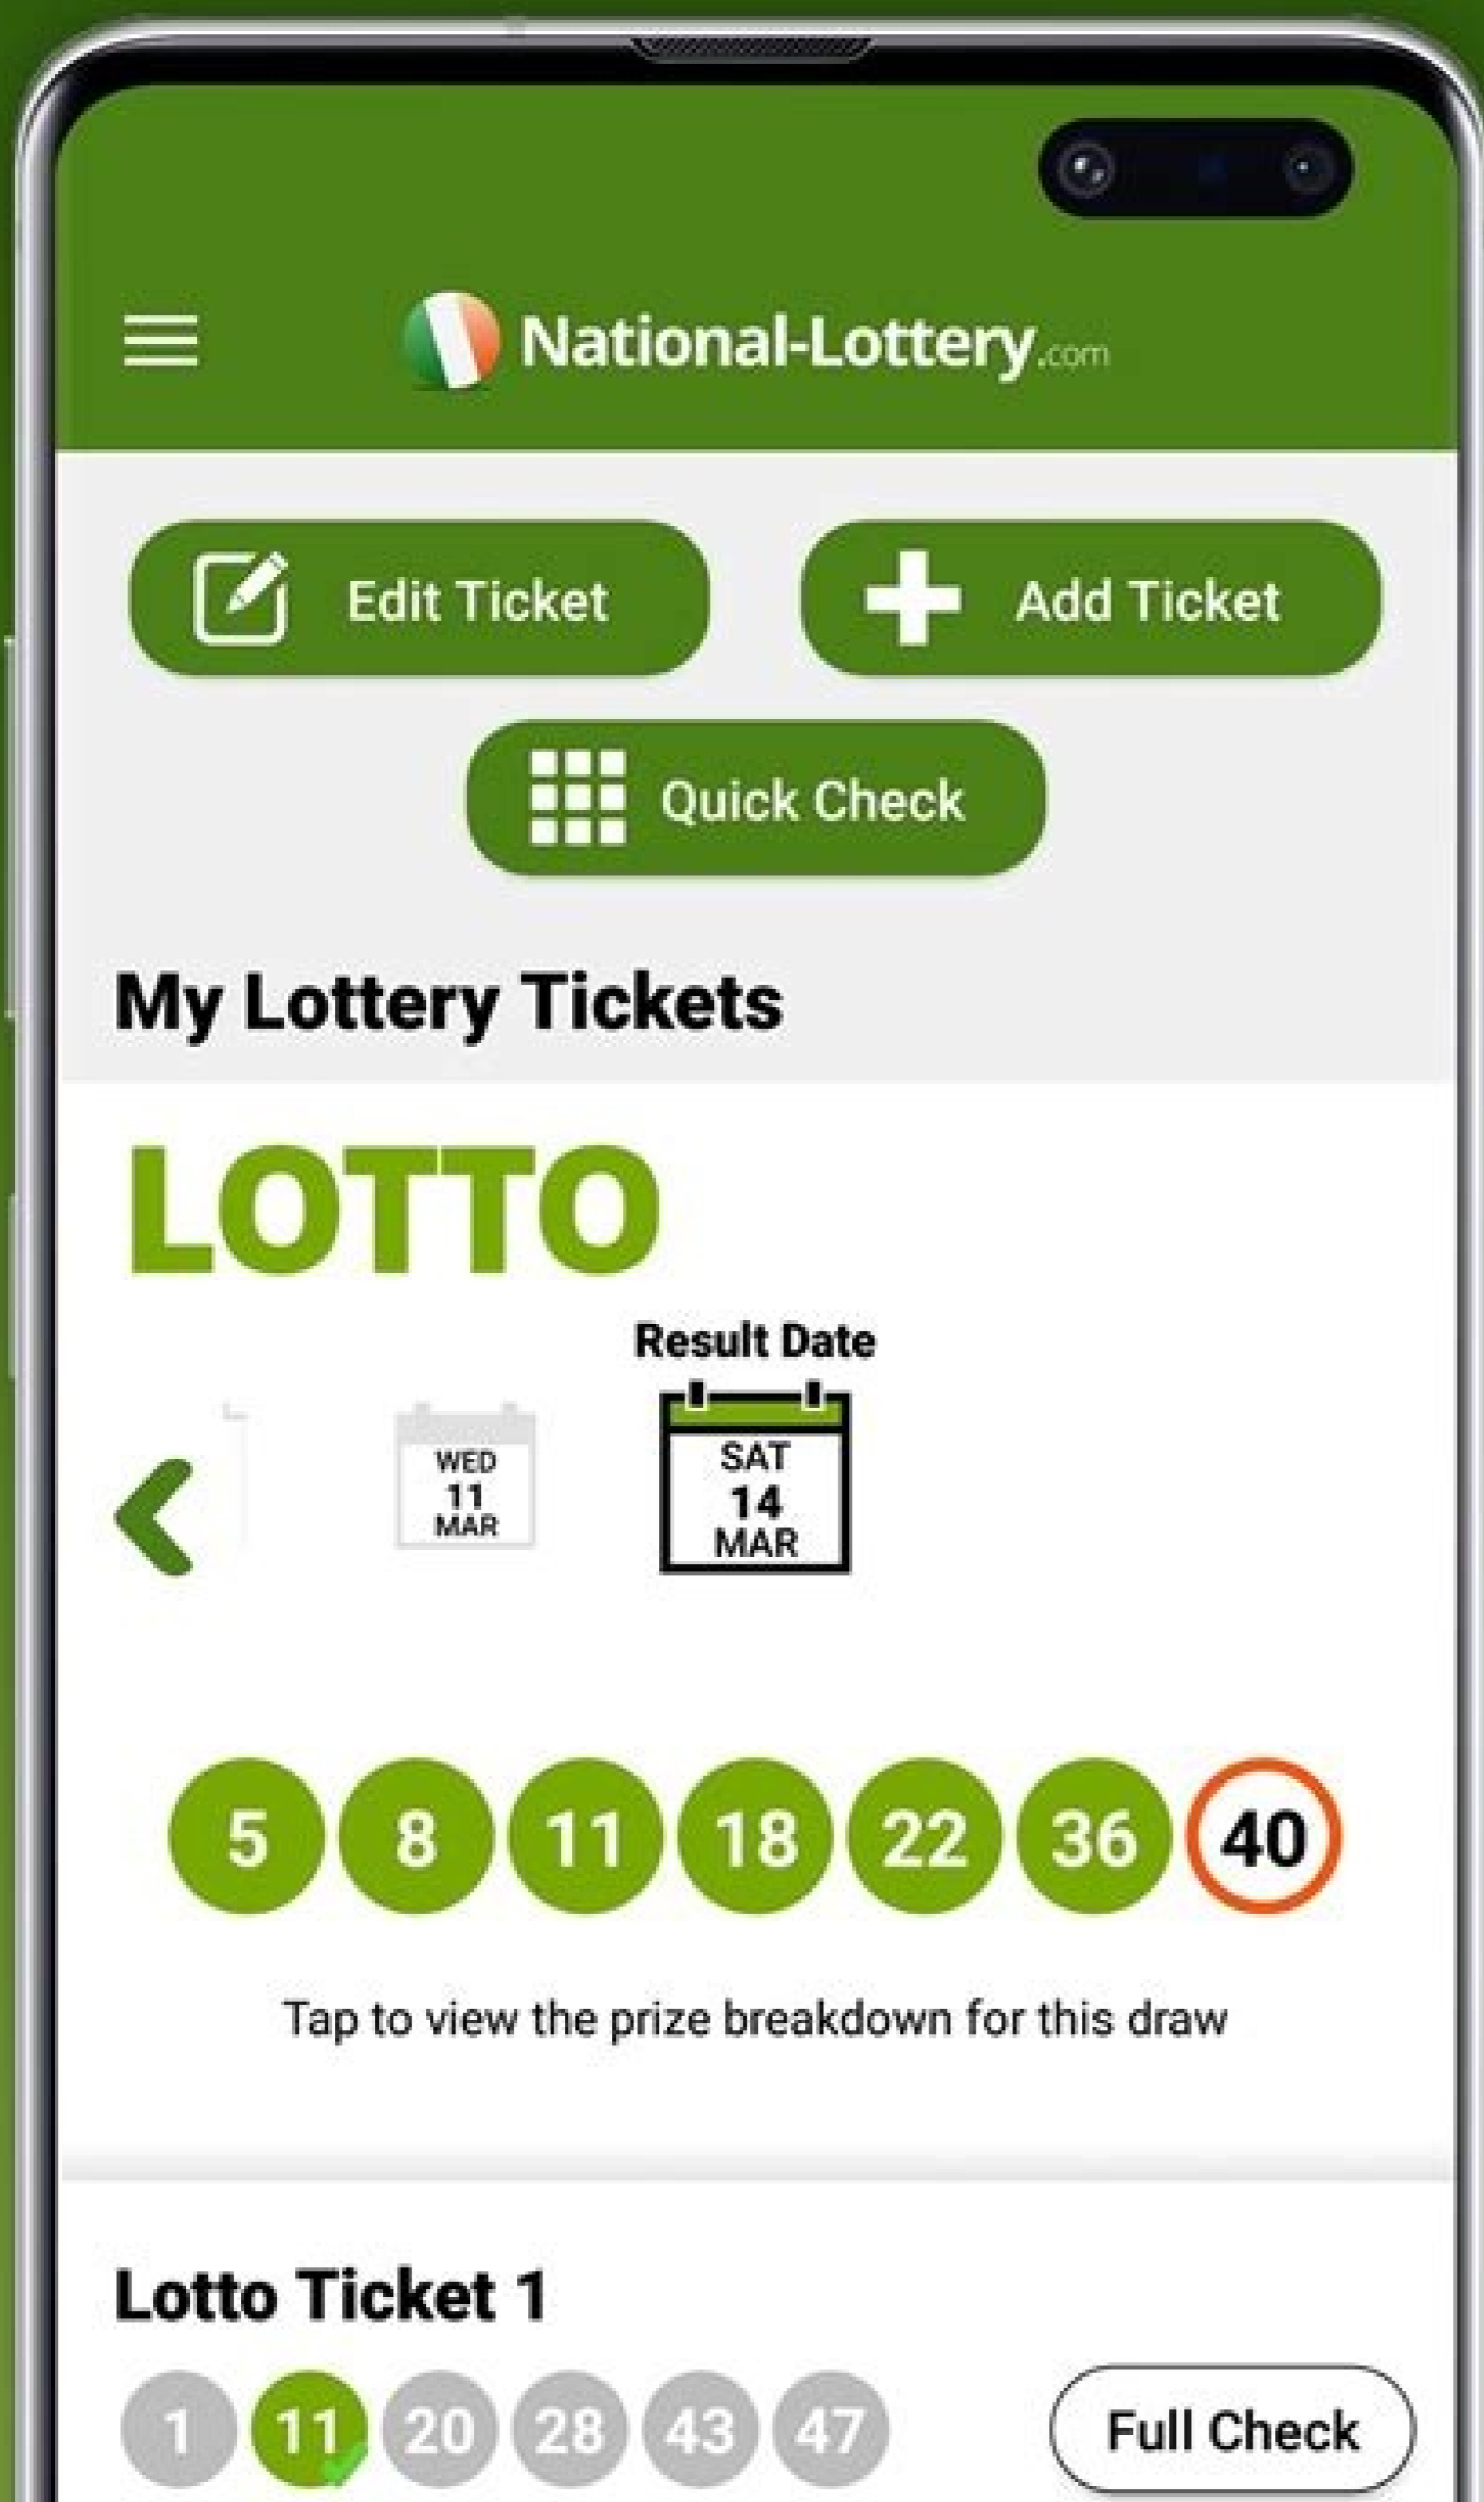 National-Lottery.com
Edit Ticket
Add Ticket
Quick Check
My Lottery Tickets
LOTTO
Result Date
WED
11
MAR
SAT
14
MAR
5 8 11 18 22 36 40
Tap to view the prize breakdown for this draw
Lotto Ticket 1
1 11 20 28 43 47
Full Check